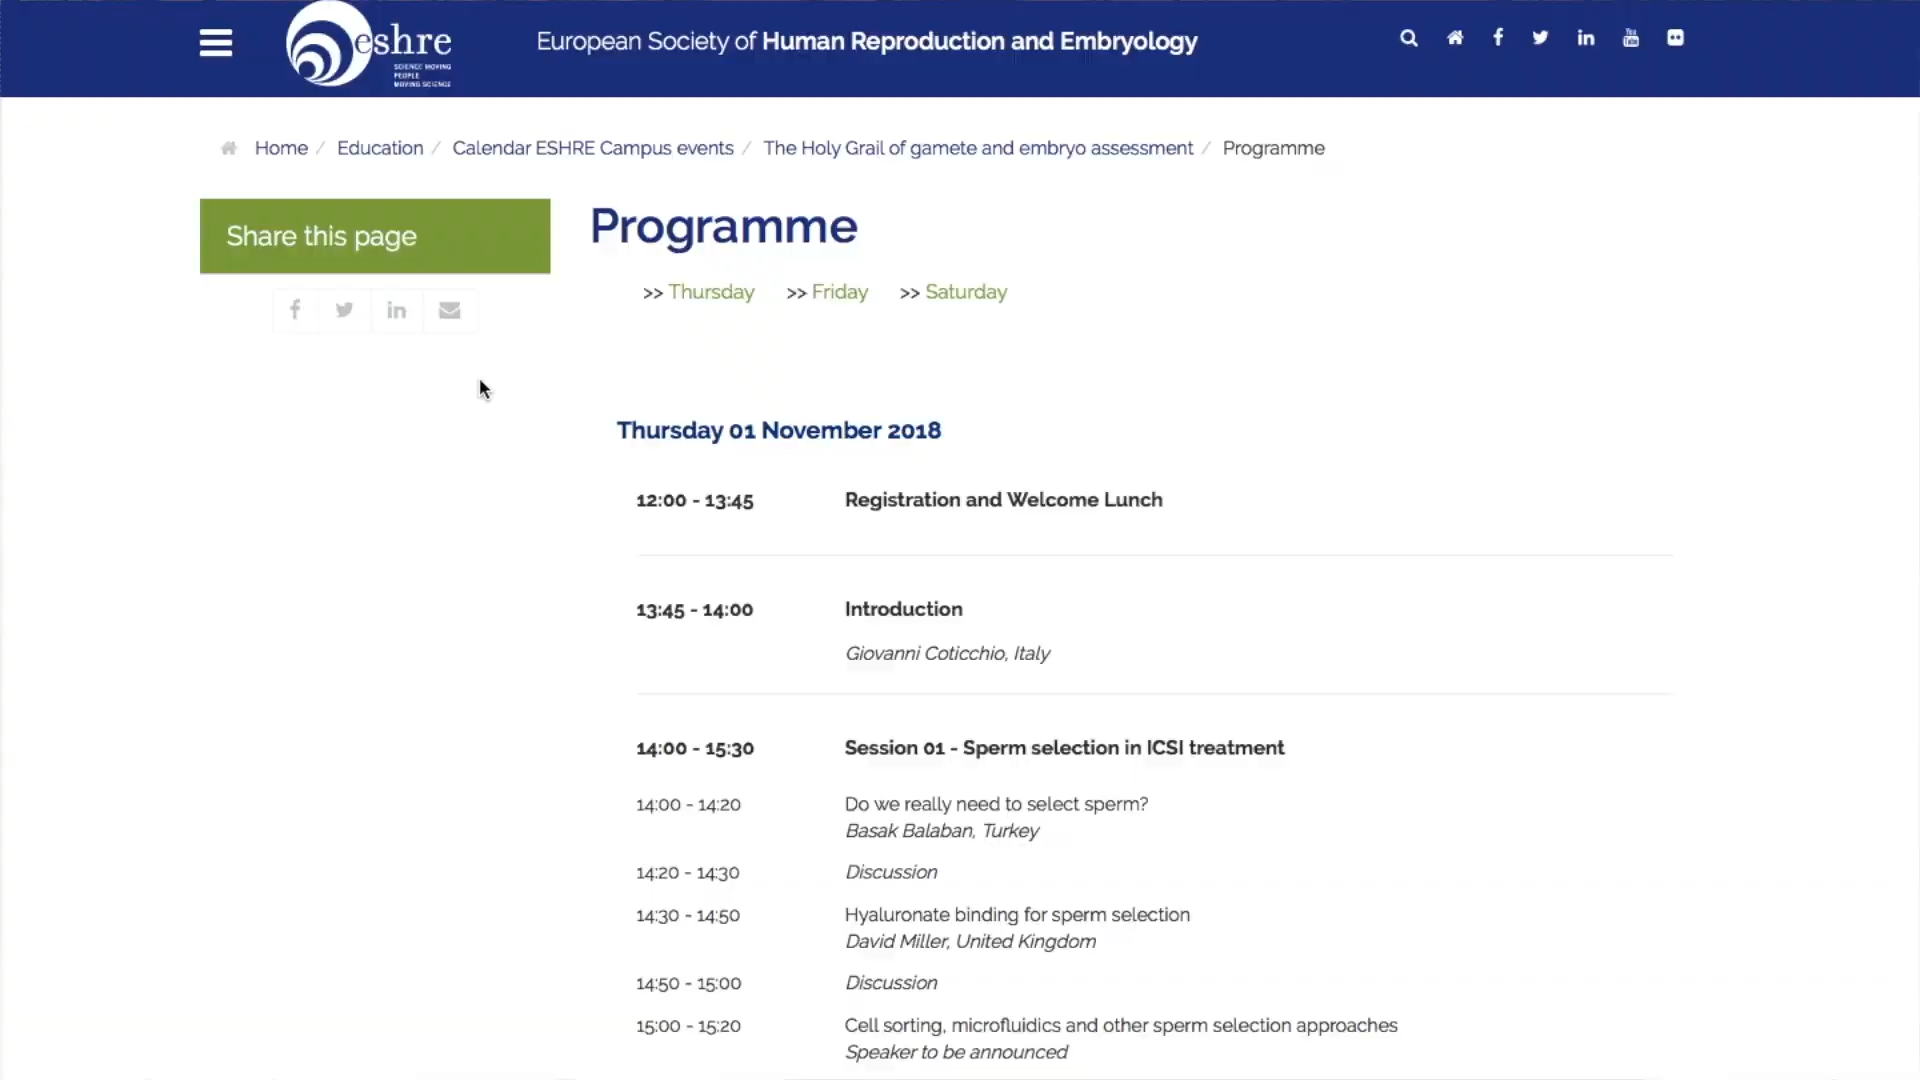 eshre
SCIENCE MOVING
PEOPLE
MOVING SCIENCE
European Society of Human Reproduction and Embryology
Home / Education / Calendar ESHRE Campus events / The Holy Grail of gamete and embryo assessment / Programme
Share this page
Programme
>> Thursday >> Friday >> Saturday
Thursday 01 November 2018
12:00 - 13:45 Registration and Welcome Lunch
13:45 - 14:00 Introduction
Giovanni Coticchio, Italy
14:00 - 15:30 Session 01 - Sperm selection in ICSI treatment
14:00 - 14:20 Do we really need to select sperm?
Basak Balaban, Turkey
14:20 - 14:30 Discussion
14:30 - 14:50 Hyaluronate binding for sperm selection
David Miller, United Kingdom
14:50 - 15:00 Discussion
15:00 - 15:20 Cell sorting, microfluidics and other sperm selection approaches
Speaker to be announced